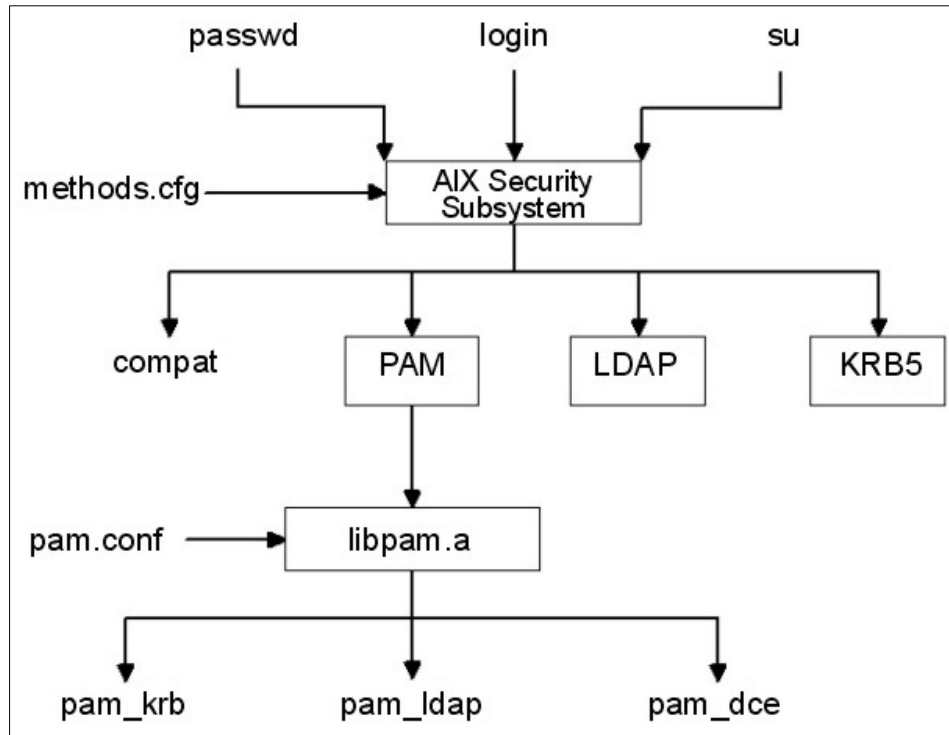 passwd
login
su
methods.cfg
AIX Security
Subsystem
compat
PAM
LDAP
KRB5
pam.conf
libpam.a
pam_krb
pam_ldap
pam_dce